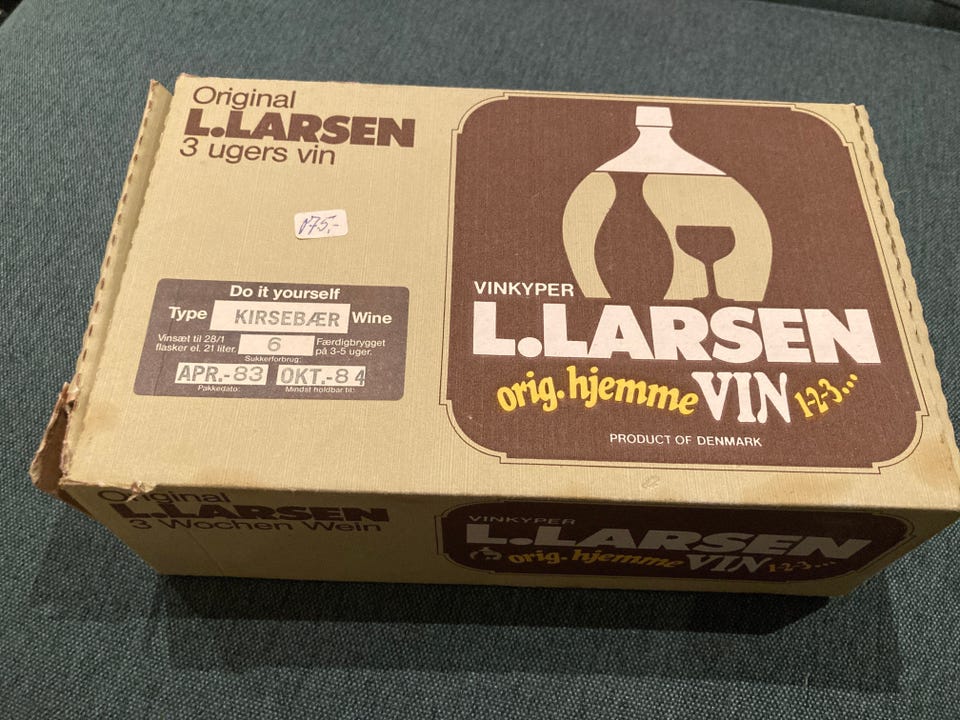 Original
L.LARSEN
3 ugers vin
175,-
Do it yourself
Type KIRSEBÆR Wine
Vinsæt til 28/1
flasker el. 21 liter.
6
Færdigbrygget
på 3-5 uger.
Sukkerforbrug:
APR.-83 OKT.-84
Pakkedato: Mindst holdbar til:
VINKYPER
L.LARSEN
orig. hjemme VIN 1-2-3...
PRODUCT OF DENMARK
Original
L.LARSEN
3 Wochen Wein
VINKYPER
L.LARSEN
orig. hjemme VIN 1-2-3...